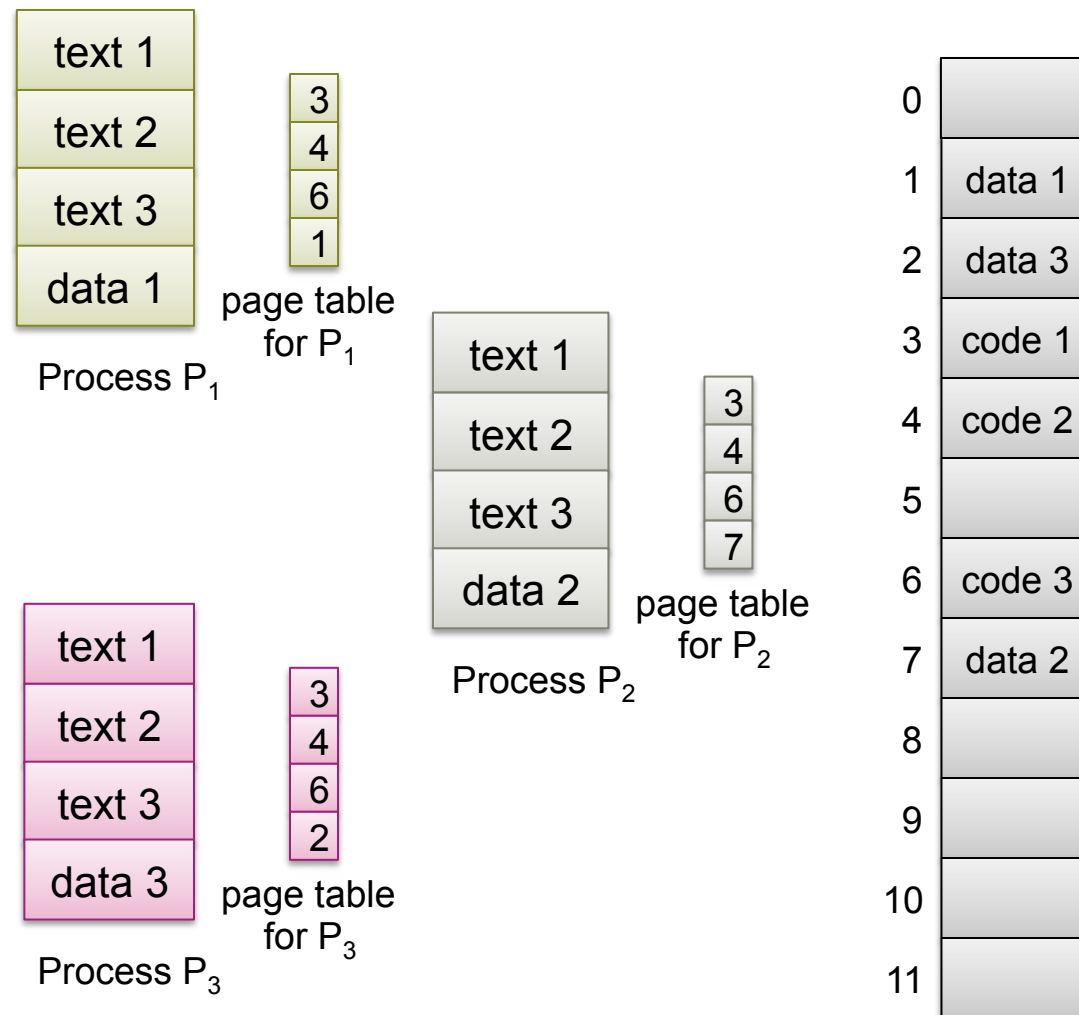 text 1
text 2
text 3
data 1
Process P₁
3
4
6
1
page table
for P₁
text 1
text 2
text 3
data 2
Process P₂
3
4
6
7
page table
for P₂
text 1
text 2
text 3
data 3
Process P₃
3
4
6
2
page table
for P₃
0
1 data 1
2 data 3
3 code 1
4 code 2
5
6 code 3
7 data 2
8
9
10
11